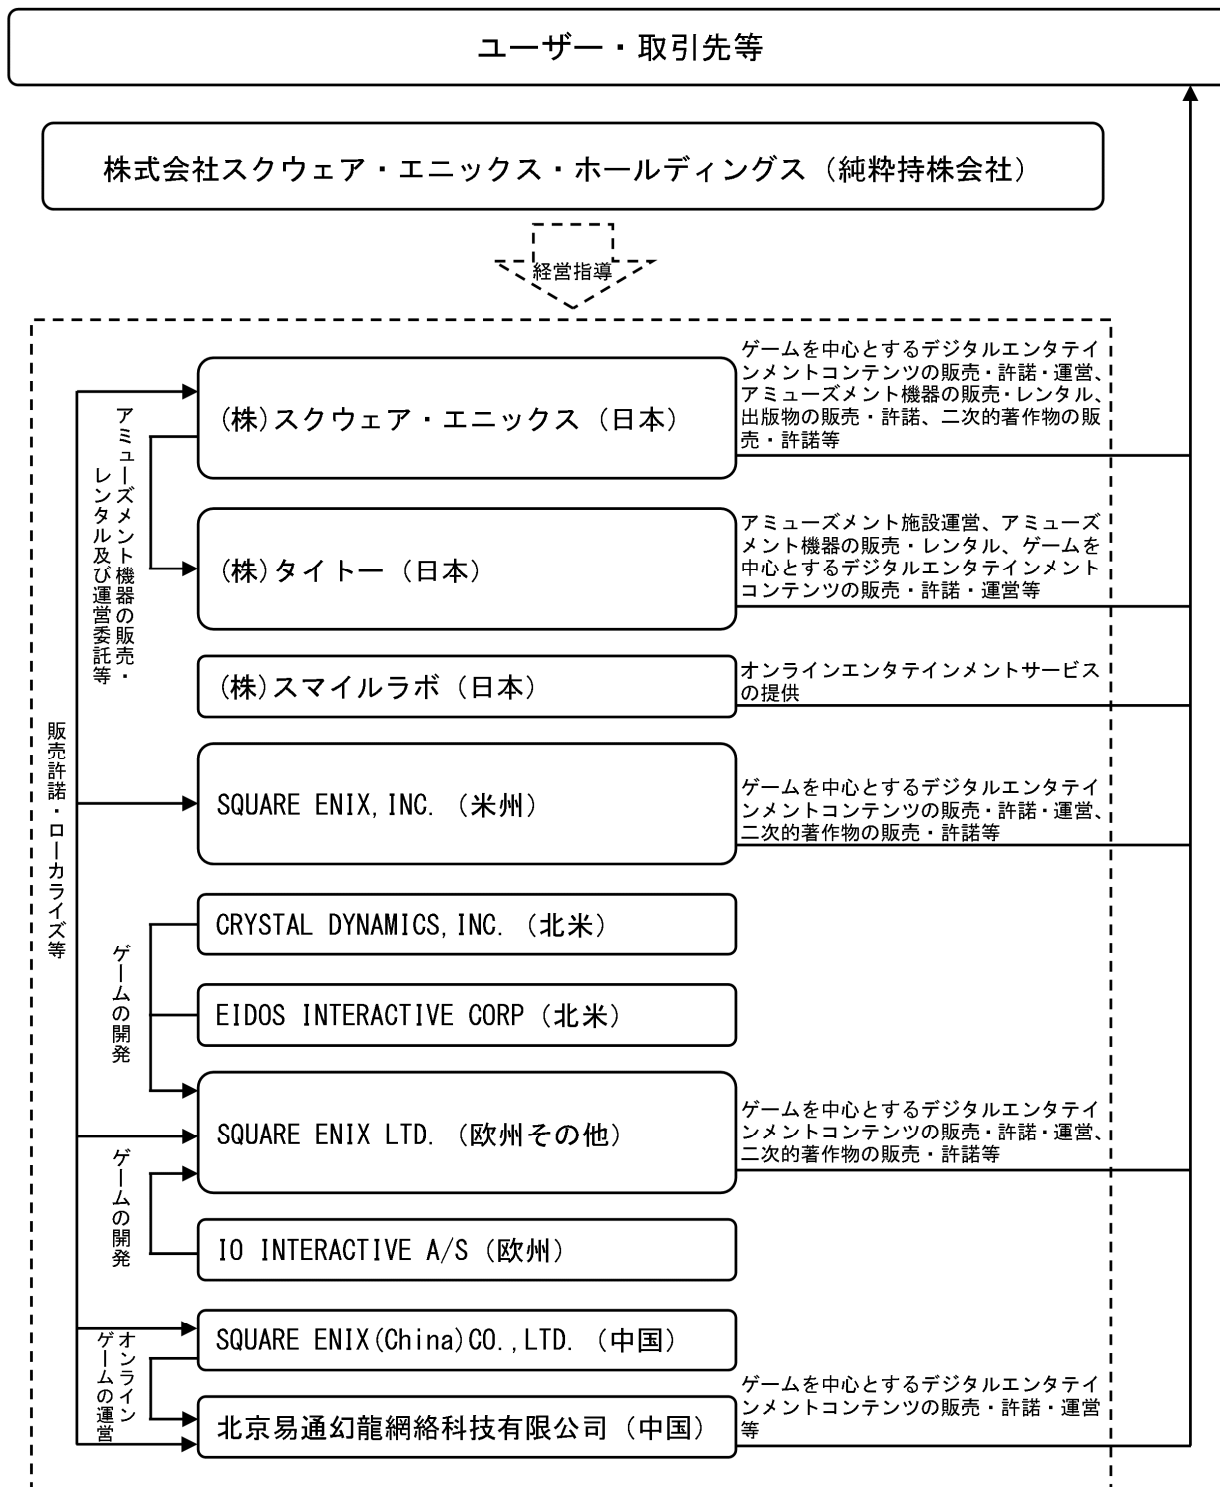 ユーザー・取引先等
株式会社スクウェア・エニックス・ホールディングス（純粋持株会社）
経営指導
ゲームを中心とするデジタルエンタテイ
ンメントコンテンツの販売・許諾・運営、
アミューズメント機器の販売・レンタル、
出版物の販売・許諾、二次的著作物の販
売・許諾等
(株)スクウェア・エニックス（日本）
アミューズメント機器の販売・
レンタル及び運営委託等
アミューズメント施設運営、アミューズ
メント機器の販売・レンタル、ゲームを
中心とするデジタルエンタテインメント
コンテンツの販売・許諾・運営等
(株)タイトー（日本）
(株)スマイルラボ（日本）
オンラインエンタテインメントサービス
の提供
販売許諾・ローカライズ等
SQUARE ENIX,INC.（米州）
ゲームを中心とするデジタルエンタテイ
ンメントコンテンツの販売・許諾・運営、
二次的著作物の販売・許諾等
CRYSTAL DYNAMICS,INC.（北米）
ゲームの開発
EIDOS INTERACTIVE CORP（北米）
SQUARE ENIX LTD.（欧州その他）
ゲームを中心とするデジタルエンタテイ
ンメントコンテンツの販売・許諾・運営、
二次的著作物の販売・許諾等
ゲームの開発
IO INTERACTIVE A/S（欧州）
SQUARE ENIX(China)CO.,LTD.（中国）
オンライン
ゲームの運営
北京易通幻龍網絡科技有限公司（中国）
ゲームを中心とするデジタルエンタテイ
ンメントコンテンツの販売・許諾・運営
等